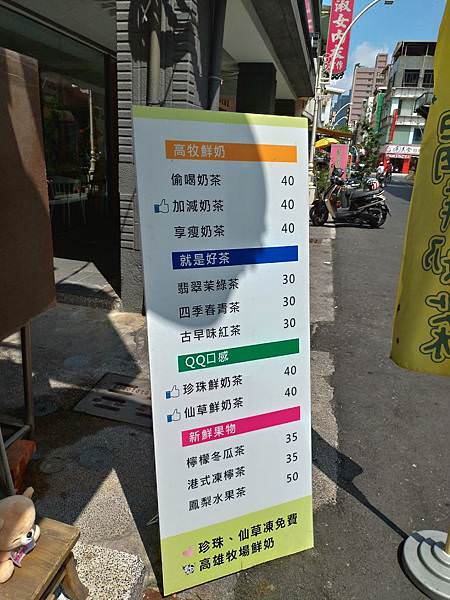 高牧鮮奶
偷喝奶茶 40
加減奶茶 40
享瘦奶茶 40
就是好茶
翡翠茉綠茶 30
四季春青茶 30
古早味紅茶 30
QQ口感
珍珠鮮奶茶 40
仙草鮮奶茶 40
新鮮果物
檸檬冬瓜茶 35
港式凍檸茶 35
鳳梨水果茶 50
珍珠、仙草凍免費
高雄牧場鮮奶
淑女內衣